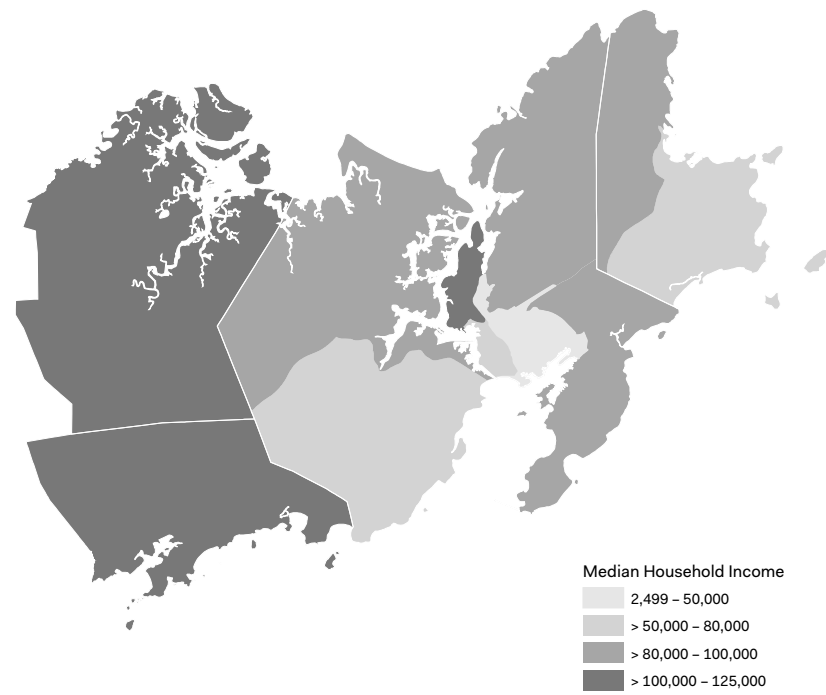 Median Household Income
2,499 – 50,000
> 50,000 – 80,000
> 80,000 – 100,000
> 100,000 – 125,000